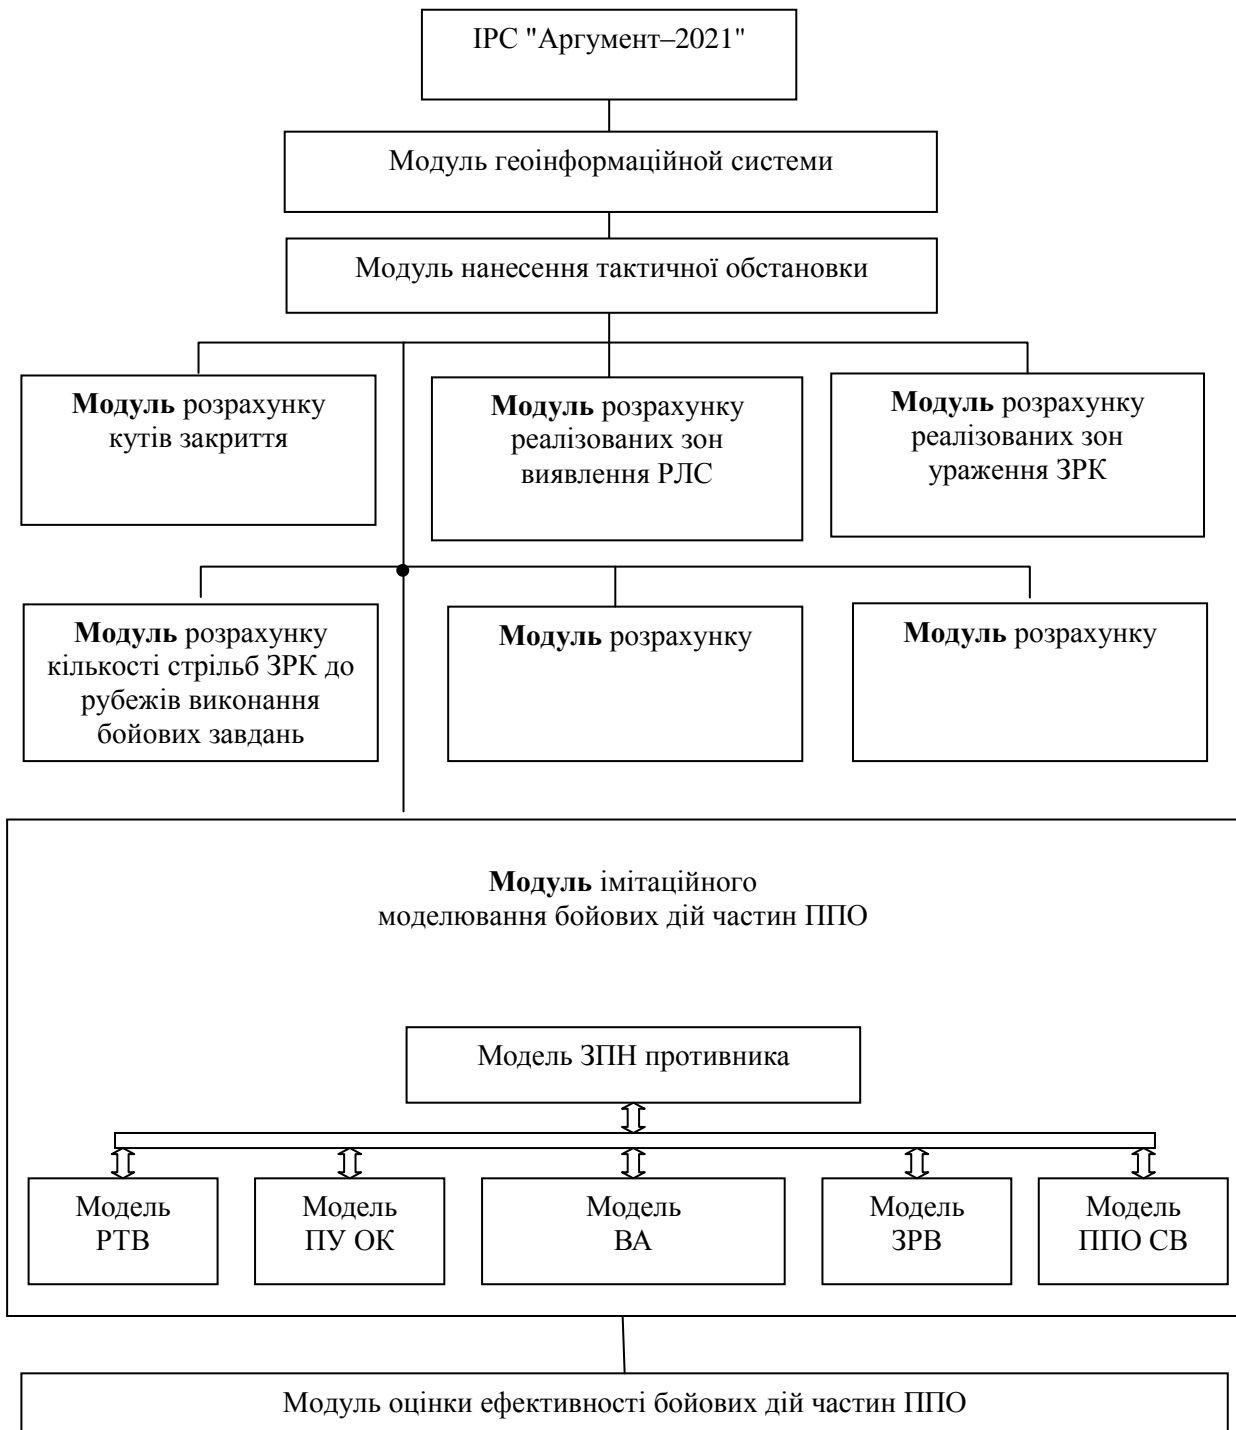 ІРС "Аргумент–2021"
Модуль геоінформаційної системи
Модуль нанесення тактичної обстановки
Модуль розрахунку
кутів закриття
Модуль розрахунку
реалізованих зон
виявлення РЛС
Модуль розрахунку
реалізованих зон
ураження ЗРК
Модуль розрахунку
кількості стрільб ЗРК до
рубежів виконання
бойових завдань
Модуль розрахунку
Модуль розрахунку
Модуль імітаційного
моделювання бойових дій частин ППО
Модель ЗПН противника
Модель
РТВ
Модель
ПУ ОК
Модель
ВА
Модель
ЗРВ
Модель
ППО СВ
Модуль оцінки ефективності бойових дій частин ППО